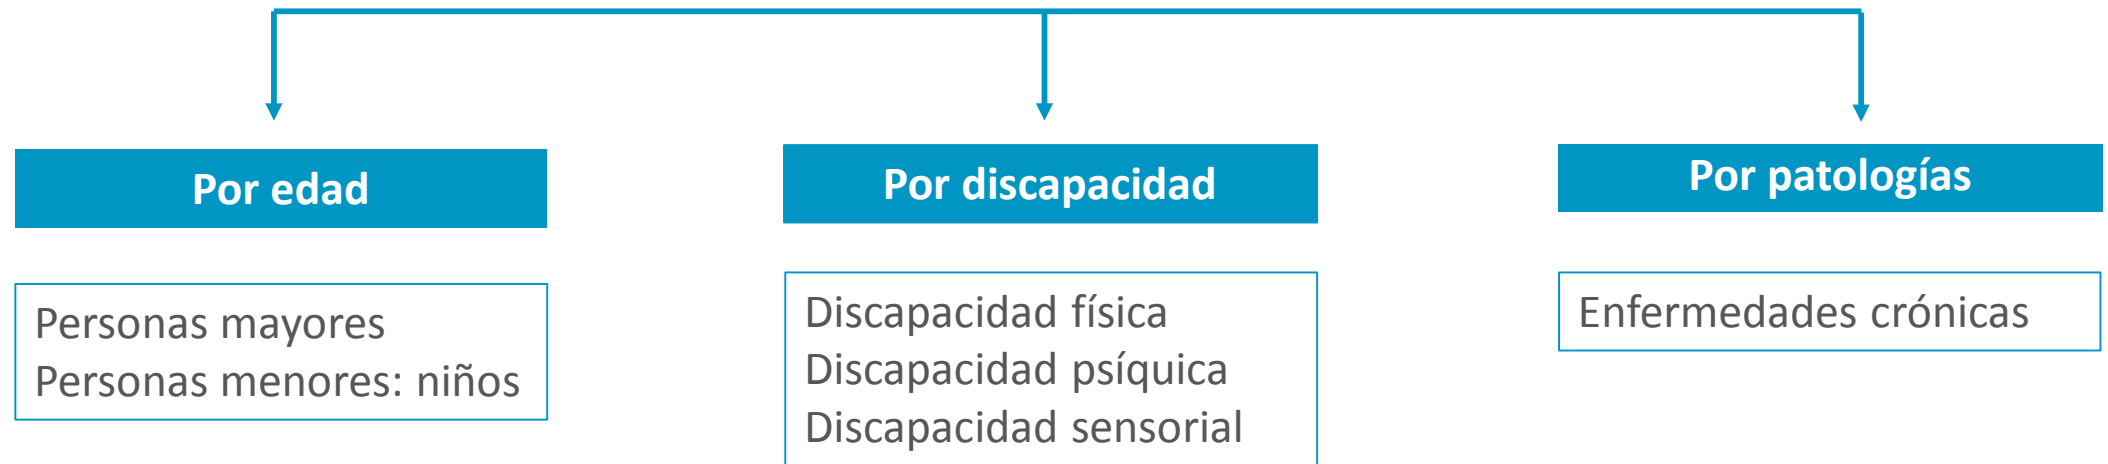 Por edad
Personas mayores
Personas menores: niños
Por discapacidad
Discapacidad física
Discapacidad psíquica
Discapacidad sensorial
Por patologías
Enfermedades crónicas